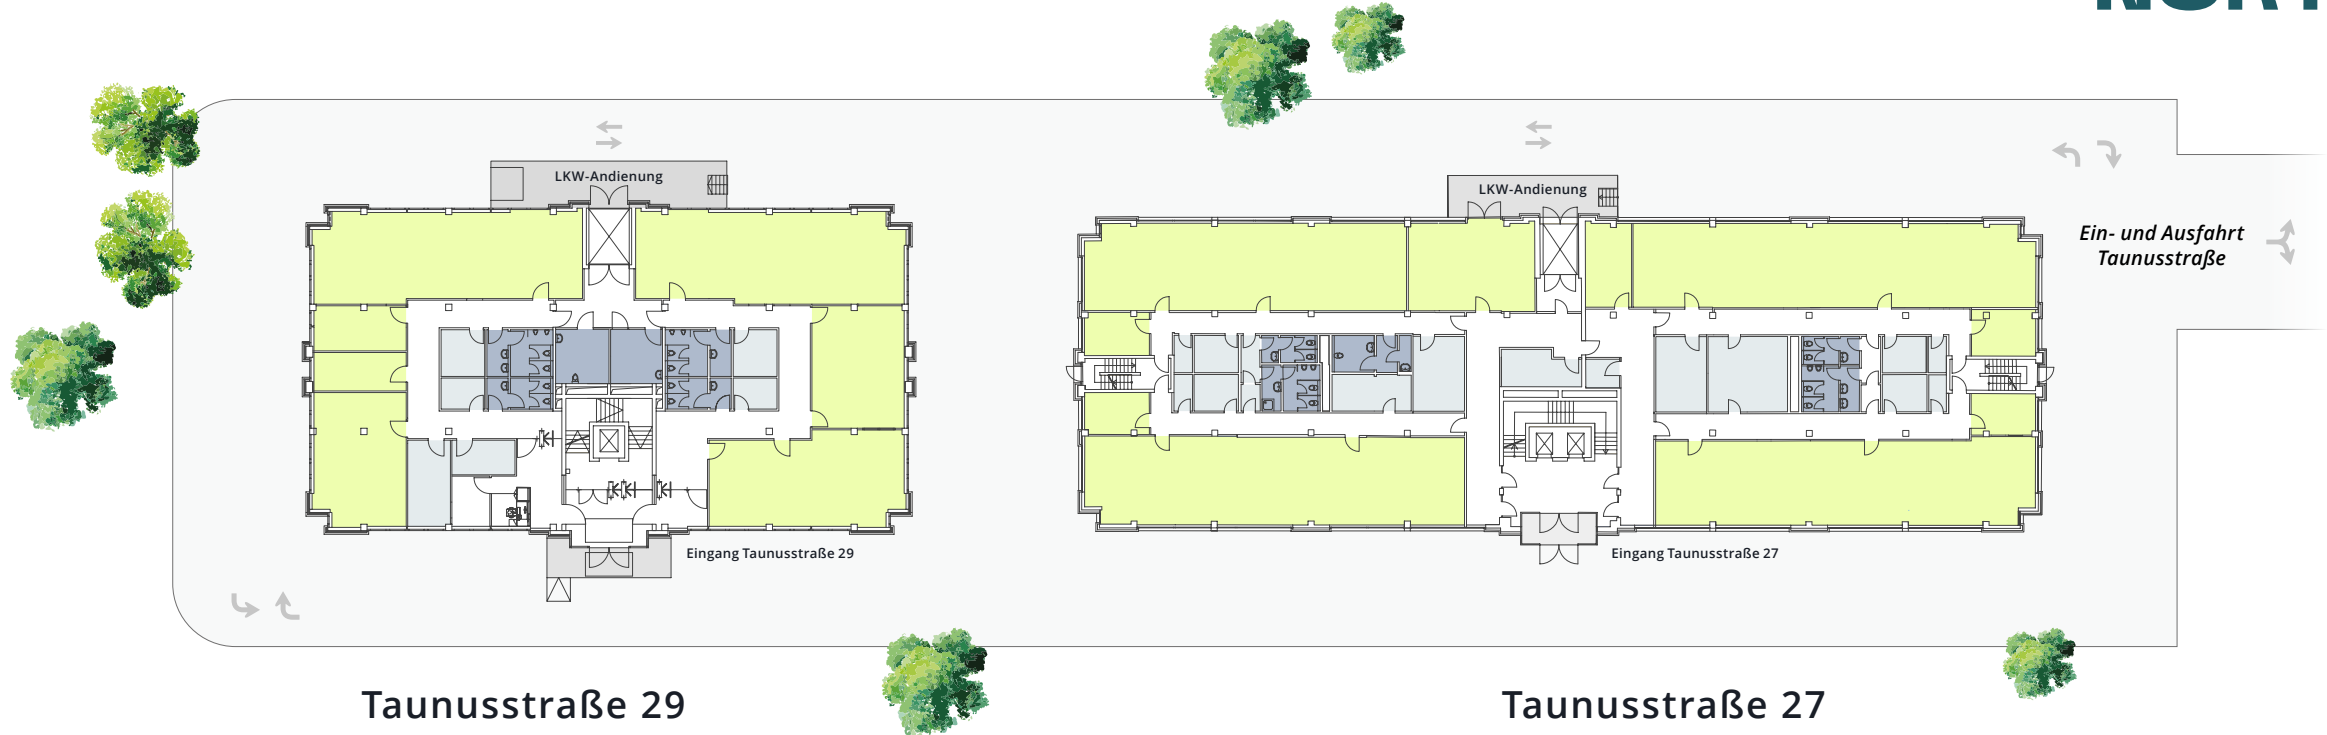 LKW-Andienung
LKW-Andienung
Ein- und Ausfahrt
Taunusstraße
Eingang Taunusstraße 29
Eingang Taunusstraße 27
Taunusstraße 29
Taunusstraße 27